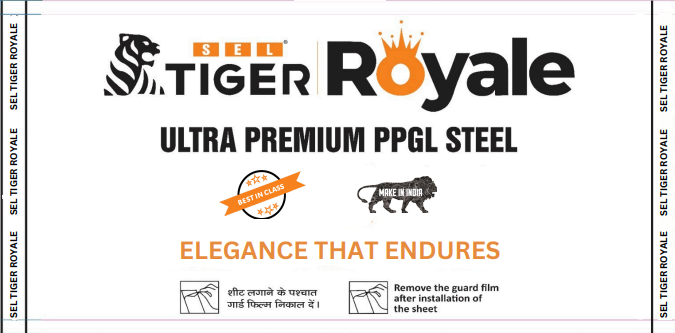 SEL®
TIGER
Royale
ULTRA PREMIUM PPGL STEEL
BEST IN CLASS
MAKE IN INDIA
ELEGANCE THAT ENDURES
शीट लगाने के पश्चात
गार्ड फिल्म निकाल दें।
Remove the guard film
after installation of
the sheet
SEL TIGER ROYALE
SEL TIGER ROYALE
SEL TIGER ROYALE
SEL TIGER ROYALE
SEL TIGER ROYALE
SEL TIGER ROYALE